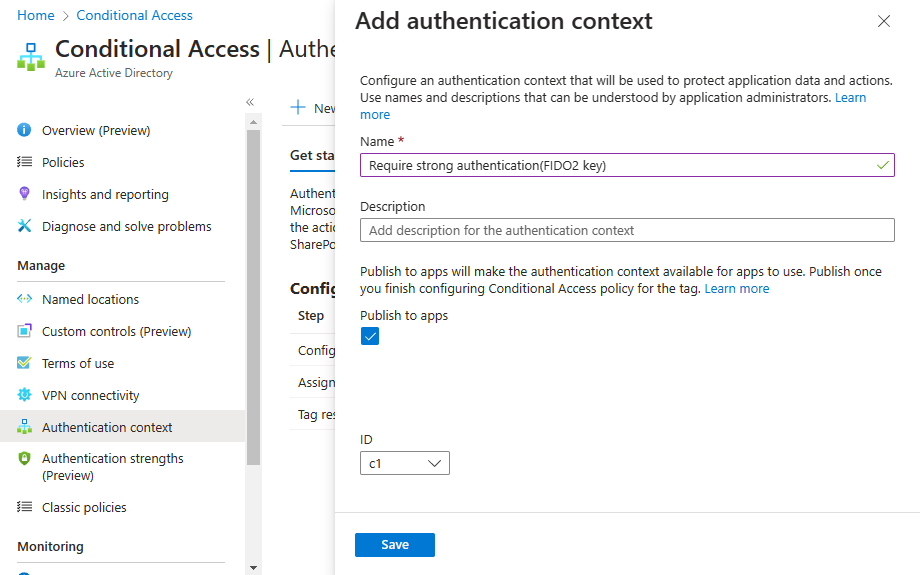 Home > Conditional Access
Conditional Access | Authe
Azure Active Directory
«
Overview (Preview)
Policies
Insights and reporting
Diagnose and solve problems
Manage
Named locations
Custom controls (Preview)
Terms of use
VPN connectivity
Authentication context
Authentication strengths
(Preview)
Classic policies
Monitoring
+ New
Get sta
Authent
Microso
the actio
SharePo
Config
Step
Config
Assign
Tag res
Add authentication context
Configure an authentication context that will be used to protect application data and actions.
Use names and descriptions that can be understood by application administrators. Learn
more
Name *
Require strong authentication(FIDO2 key)
Description
Add description for the authentication context
Publish to apps will make the authentication context available for apps to use. Publish once
you finish configuring Conditional Access policy for the tag. Learn more
Publish to apps
ID
c1
Save